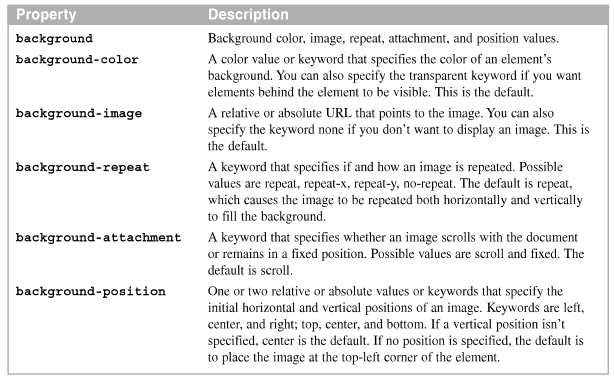 Property Description
background Background color, image, repeat, attachment, and position values.
background-color A color value or keyword that specifies the color of an element's
background. You can also specify the transparent keyword if you want
elements behind the element to be visible. This is the default.
background-image A relative or absolute URL that points to the image. You can also
specify the keyword none if you don't want to display an image. This is
the default.
background-repeat A keyword that specifies if and how an image is repeated. Possible
values are repeat, repeat-x, repeat-y, no-repeat. The default is repeat,
which causes the image to be repeated both horizontally and vertically
to fill the background.
background-attachment A keyword that specifies whether an image scrolls with the document
or remains in a fixed position. Possible values are scroll and fixed. The
default is scroll.
background-position One or two relative or absolute values or keywords that specify the
initial horizontal and vertical positions of an image. Keywords are left,
center, and right; top, center, and bottom. If a vertical position isn't
specified, center is the default. If no position is specified, the default is
to place the image at the top-left corner of the element.